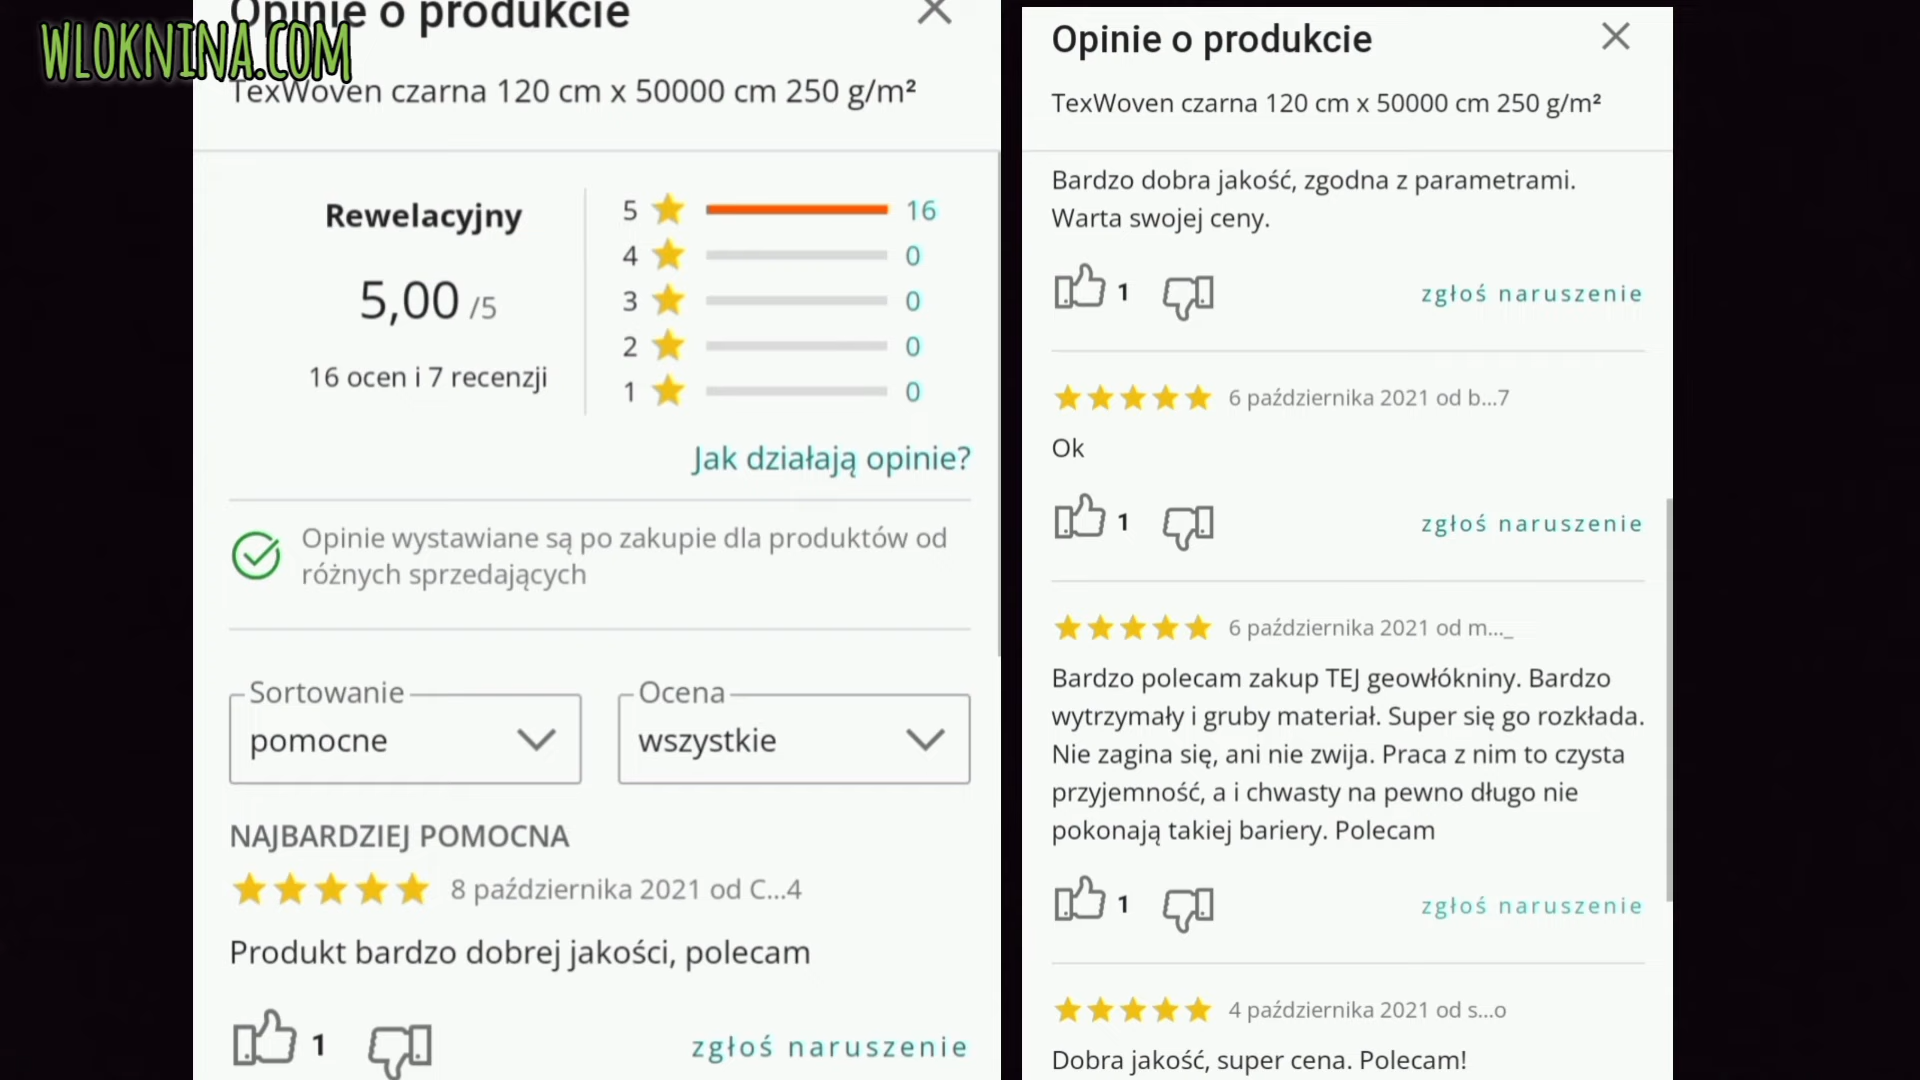 WLOKNINA.COM
Opinie o produkcie
TexWoven czarna 120 cm x 50000 cm 250 g/m²
Rewelacyjny
5,00 /5
16 ocen i 7 recenzji
5 16
4 0
3 0
2 0
1 0
Jak działają opinie?
Opinie wystawiane są po zakupie dla produktów od
różnych sprzedających
Sortowanie
pomocne
Ocena
wszystkie
NAJBARDZIEJ POMOCNA
8 października 2021 od C...4
Produkt bardzo dobrej jakości, polecam
1
zgłoś naruszenie
Opinie o produkcie
TexWoven czarna 120 cm x 50000 cm 250 g/m²
Bardzo dobra jakość, zgodna z parametrami.
Warta swojej ceny.
1
zgłoś naruszenie
6 października 2021 od b...7
Ok
1
zgłoś naruszenie
6 października 2021 od m..._
Bardzo polecam zakup TEJ geowłókniny. Bardzo
wytrzymały i gruby materiał. Super się go rozkłada.
Nie zagina się, ani nie zwija. Praca z nim to czysta
przyjemność, a i chwasty na pewno długo nie
pokonają takiej bariery. Polecam
1
zgłoś naruszenie
4 października 2021 od s...o
Dobra jakość, super cena. Polecam!